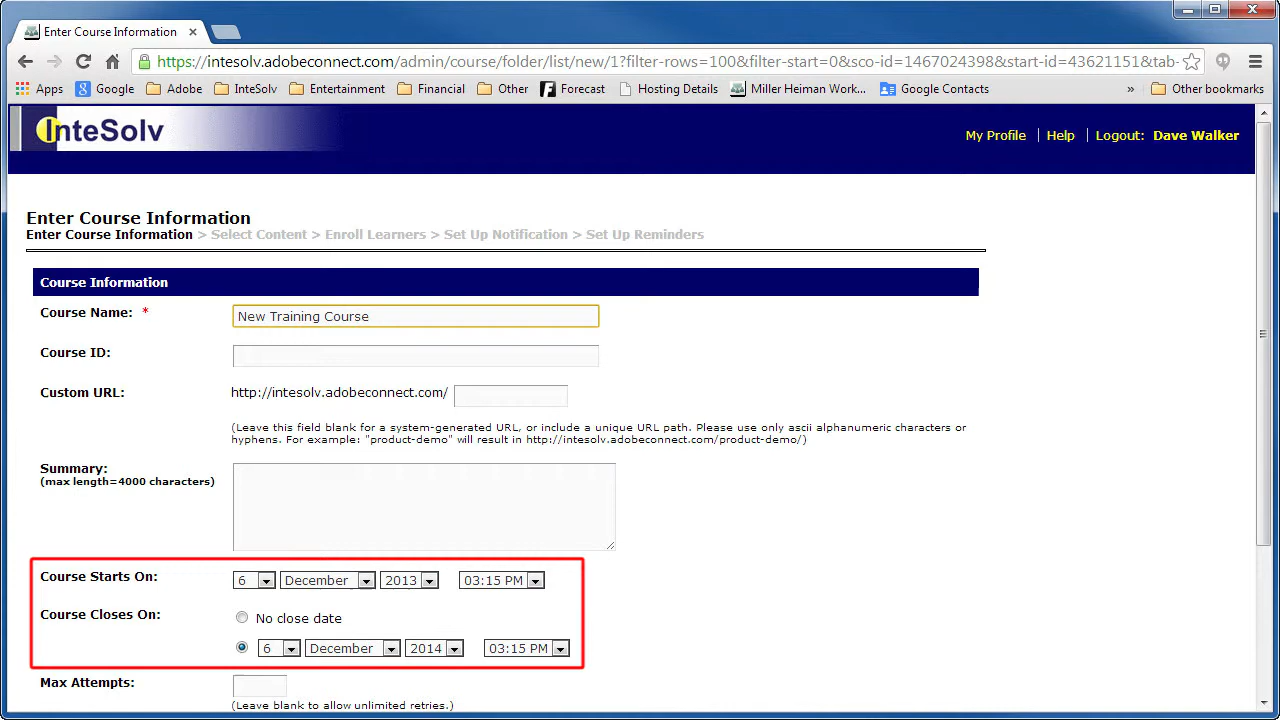 Enter Course Information
https://intesolv.adobeconnect.com/admin/course/folder/list/new/1?filter-rows=100&filter-start=0&sco-id=1467024398&start-id=43621151&tab-
Apps Google Adobe InteSolv Entertainment Financial Other Forecast Hosting Details Miller Heiman Work... Google Contacts » Other bookmarks
InteSolv
My Profile | Help | Logout: Dave Walker
Enter Course Information
Enter Course Information > Select Content > Enroll Learners > Set Up Notification > Set Up Reminders
Course Information
Course Name: * New Training Course
Course ID:
Custom URL: http://intesolv.adobeconnect.com/
(Leave this field blank for a system-generated URL, or include a unique URL path. Please use only ascii alphanumeric characters or
hyphens. For example: "product-demo" will result in http://intesolv.adobeconnect.com/product-demo/)
Summary:
(max length=4000 characters)
Course Starts On: 6 December 2013 03:15 PM
Course Closes On: No close date
6 December 2014 03:15 PM
Max Attempts:
(Leave blank to allow unlimited retries.)